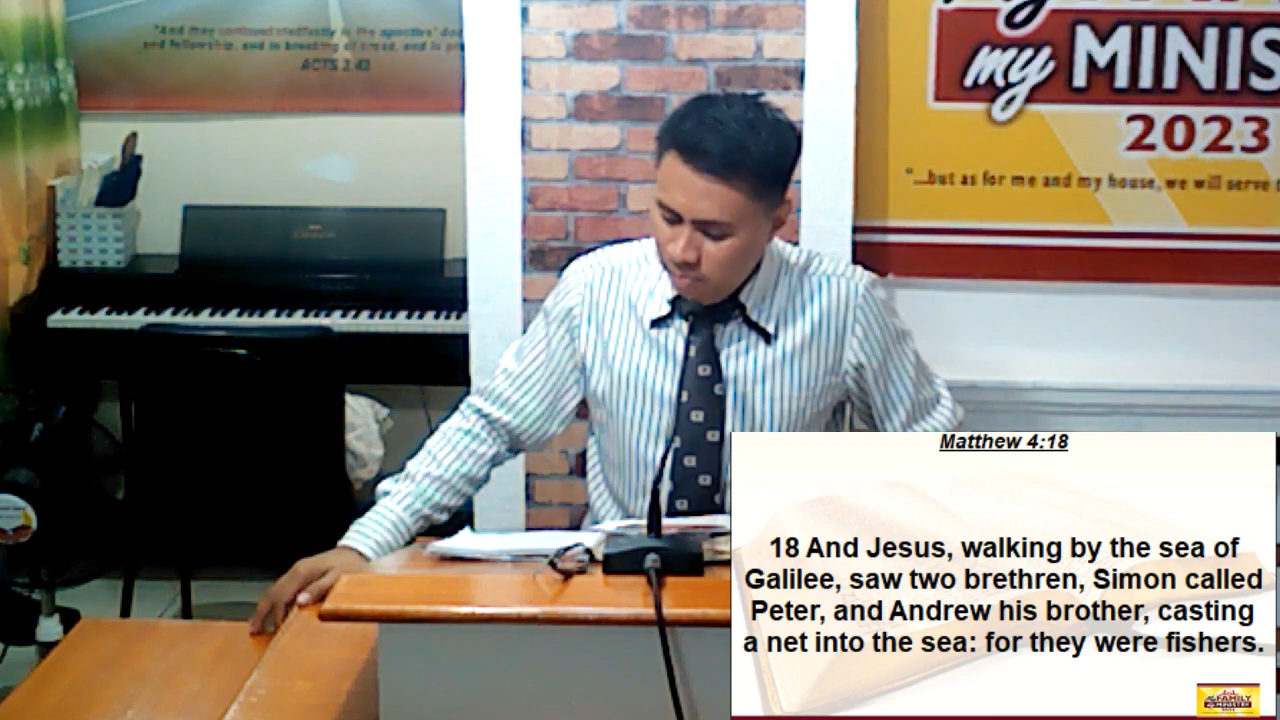 "And they continued stedfastly in the apostles' doc
and fellowship, and in breaking of bread, and in pr
ACTS 2:42
my MINIS
2023
"...but as for me and my house, we will serve t
Matthew 4:18
18 And Jesus, walking by the sea of
Galilee, saw two brethren, Simon called
Peter, and Andrew his brother, casting
a net into the sea: for they were fishers.
FAMILY
MINISTRY